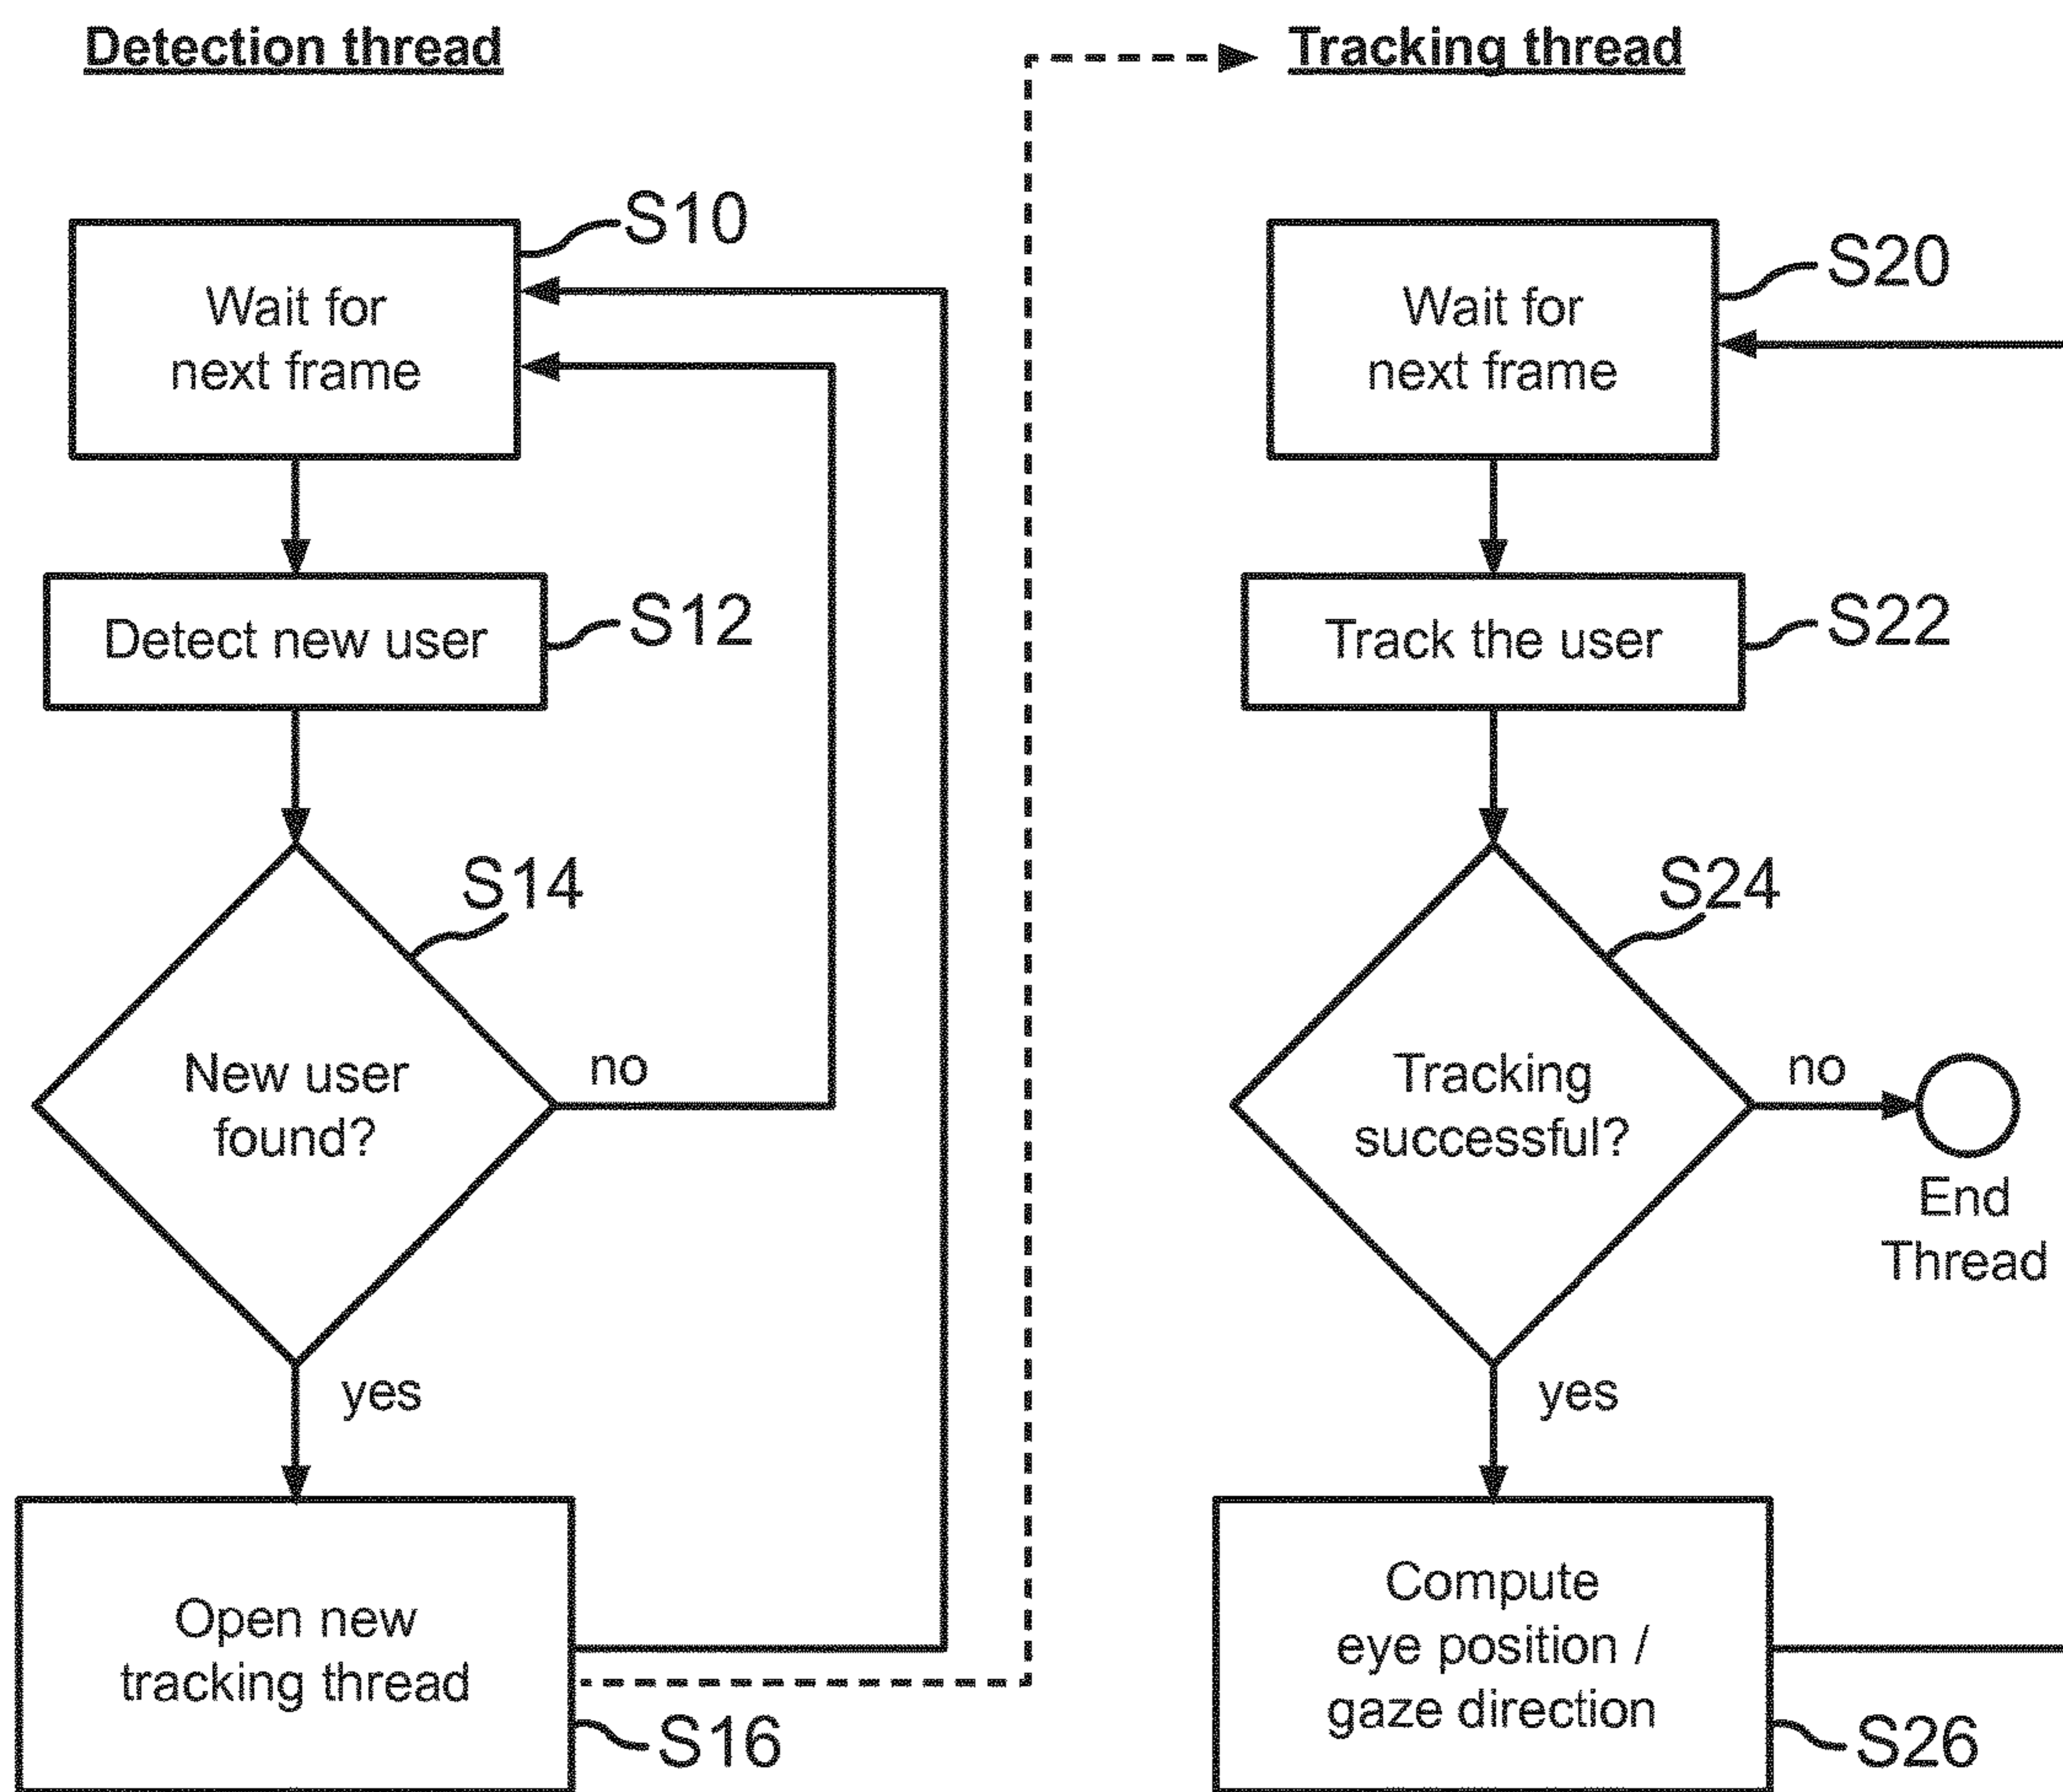 Detection thread
S10
Wait for
next frame
Detect new user
S12
S14
New user
found?
no
yes
Open new
tracking thread
S16
Tracking thread
S20
Wait for
next frame
Track the user
S22
S24
Tracking
successful?
no
End
Thread
yes
Compute
eye position /
gaze direction
S26